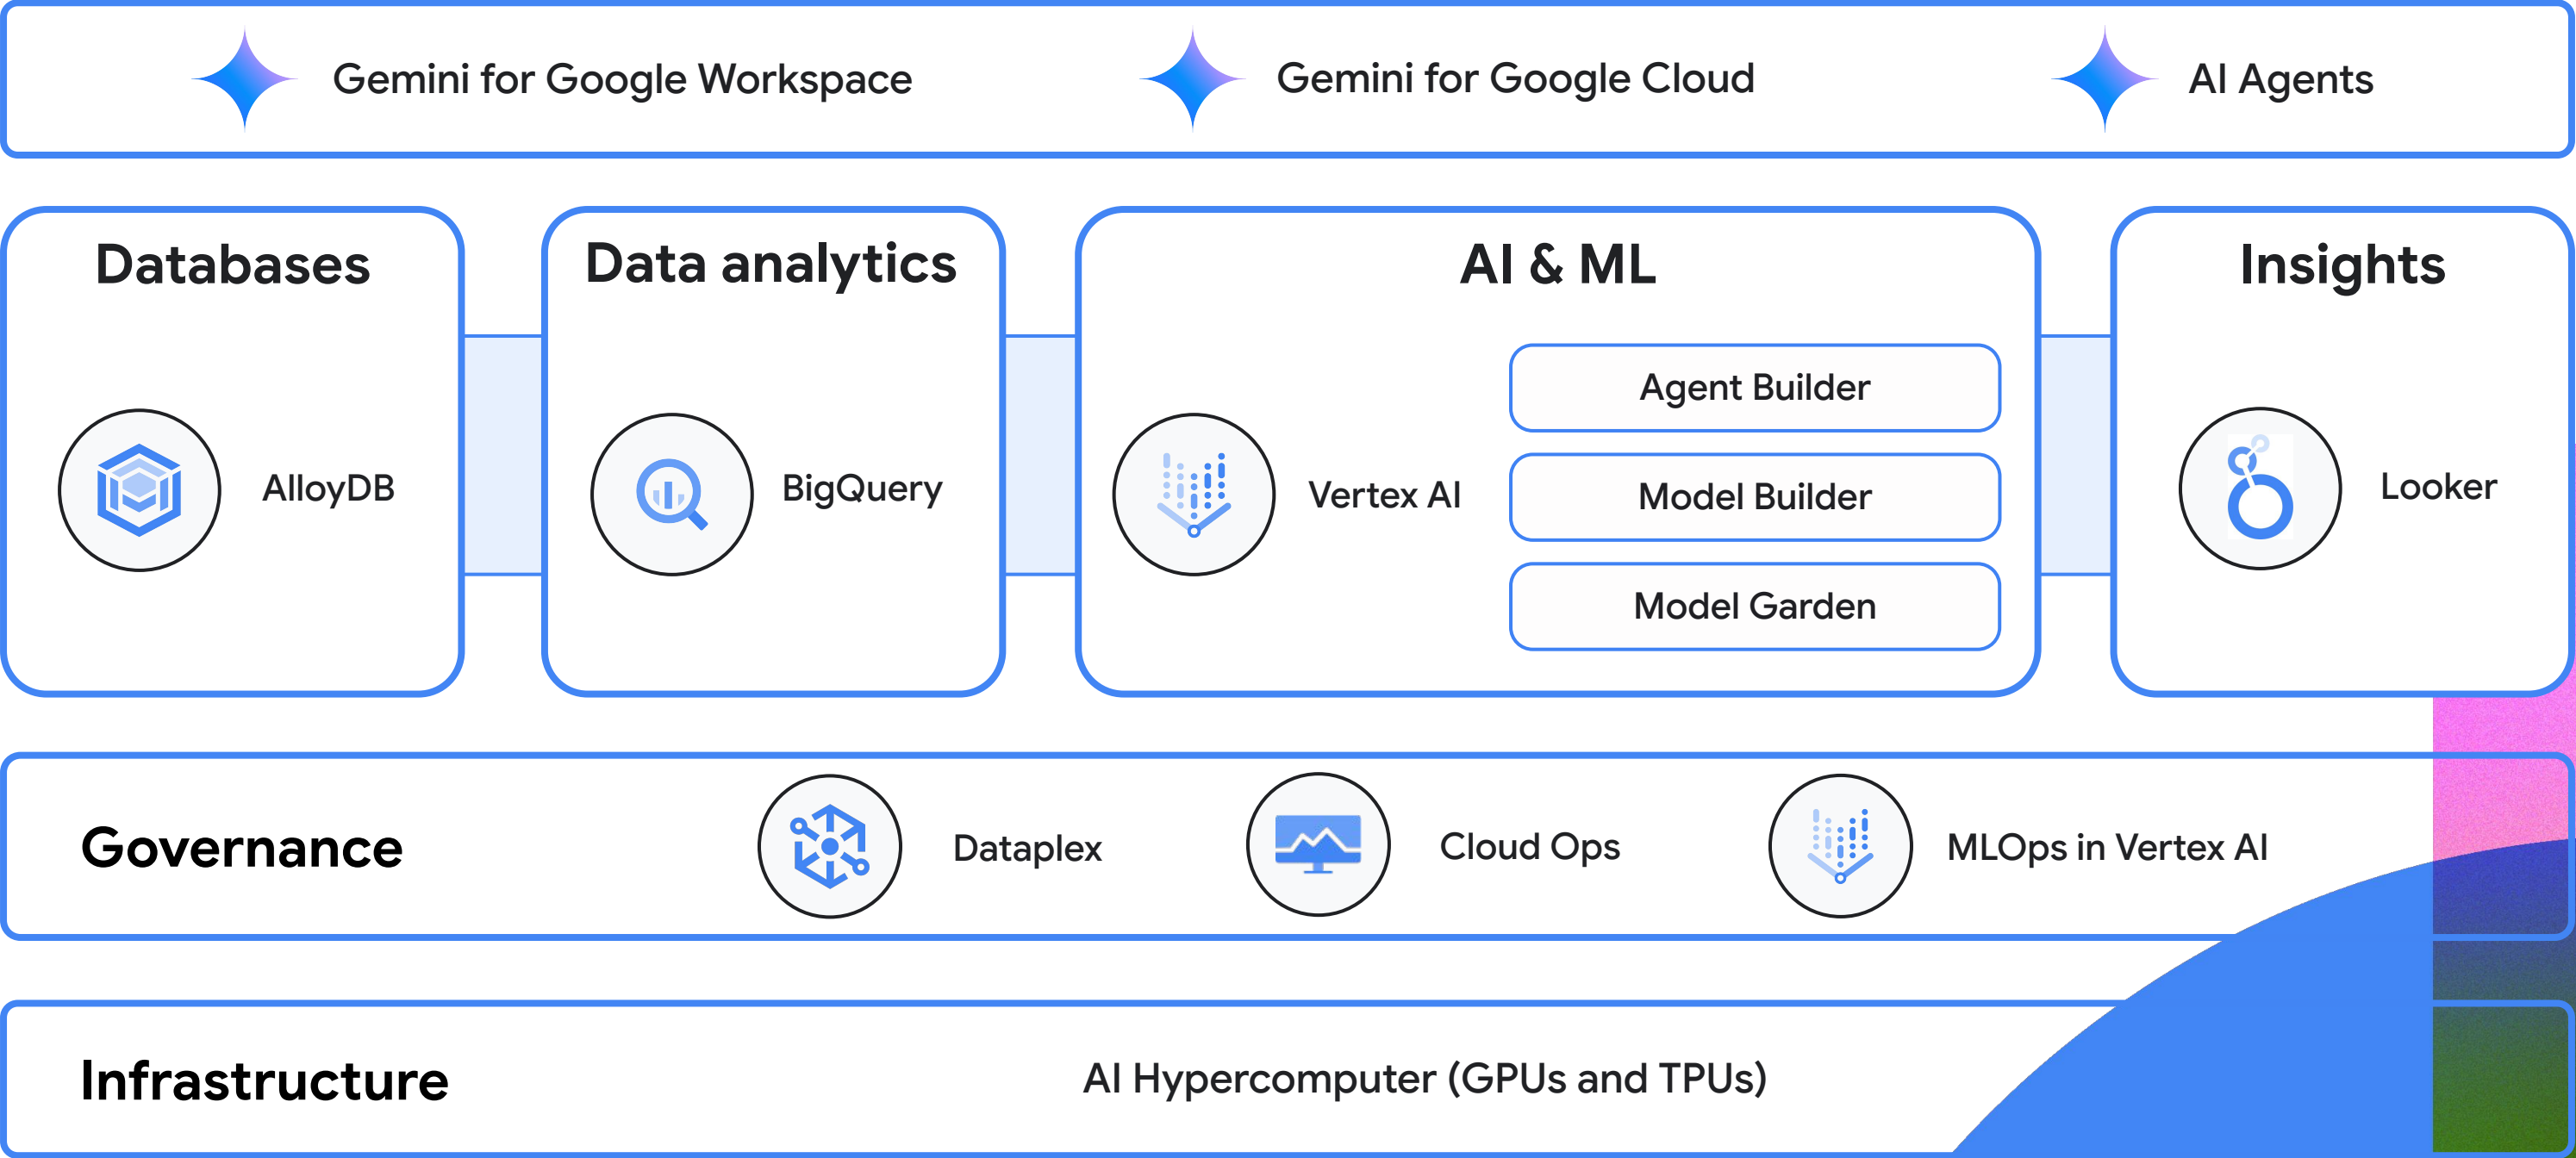 Gemini for Google Workspace
Gemini for Google Cloud
AI Agents
Databases
AlloyDB
Data analytics
BigQuery
AI & ML
Vertex AI
Agent Builder
Model Builder
Model Garden
Insights
Looker
Governance
Dataplex
Cloud Ops
MLOps in Vertex AI
Infrastructure
AI Hypercomputer (GPUs and TPUs)